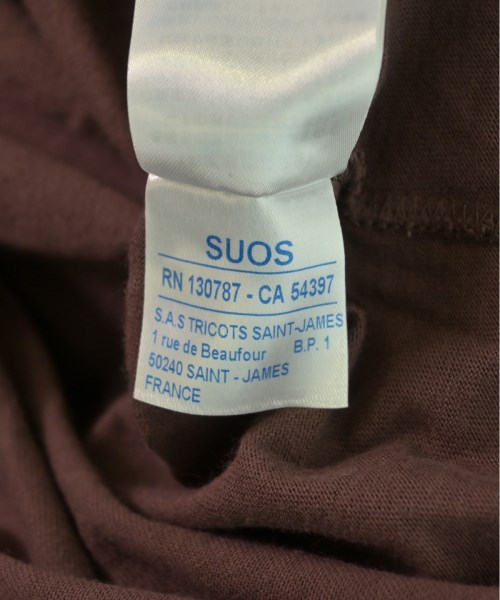 SUOS
RN 130787 - CA 54397
S.A.S TRICOTS SAINT-JAMES
1 rue de Beaufour B.P. 1
50240 SAINT - JAMES
FRANCE